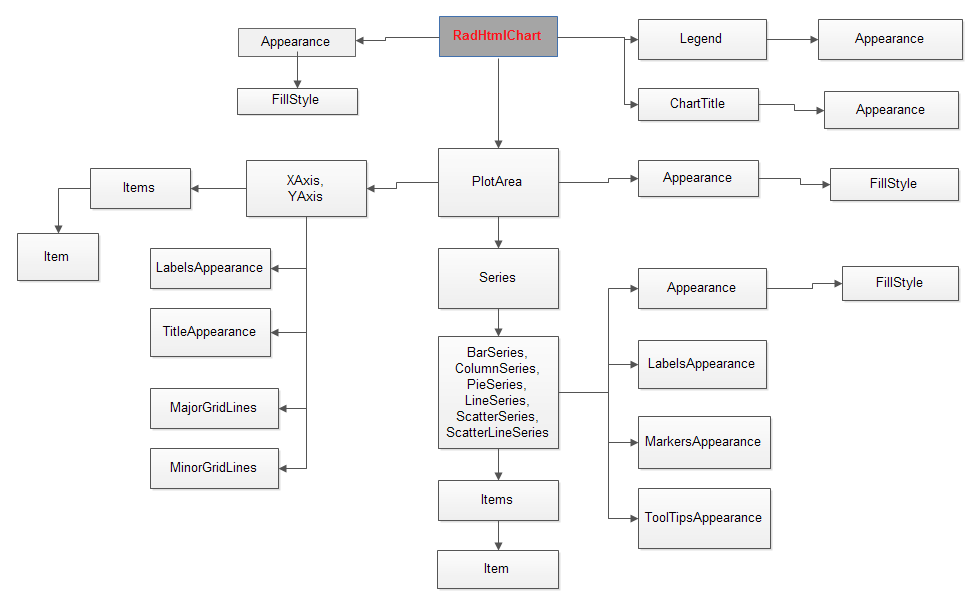 RadHtmlChart
Appearance
Legend
Appearance
FillStyle
ChartTitle
Appearance
PlotArea
XAxis,
YAxis
Items
Item
Appearance
FillStyle
LabelsAppearance
TitleAppearance
MajorGridLines
MinorGridLines
Series
BarSeries,
ColumnSeries,
PieSeries,
LineSeries,
ScatterSeries,
ScatterLineSeries
Appearance
FillStyle
LabelsAppearance
MarkersAppearance
ToolTipsAppearance
Items
Item